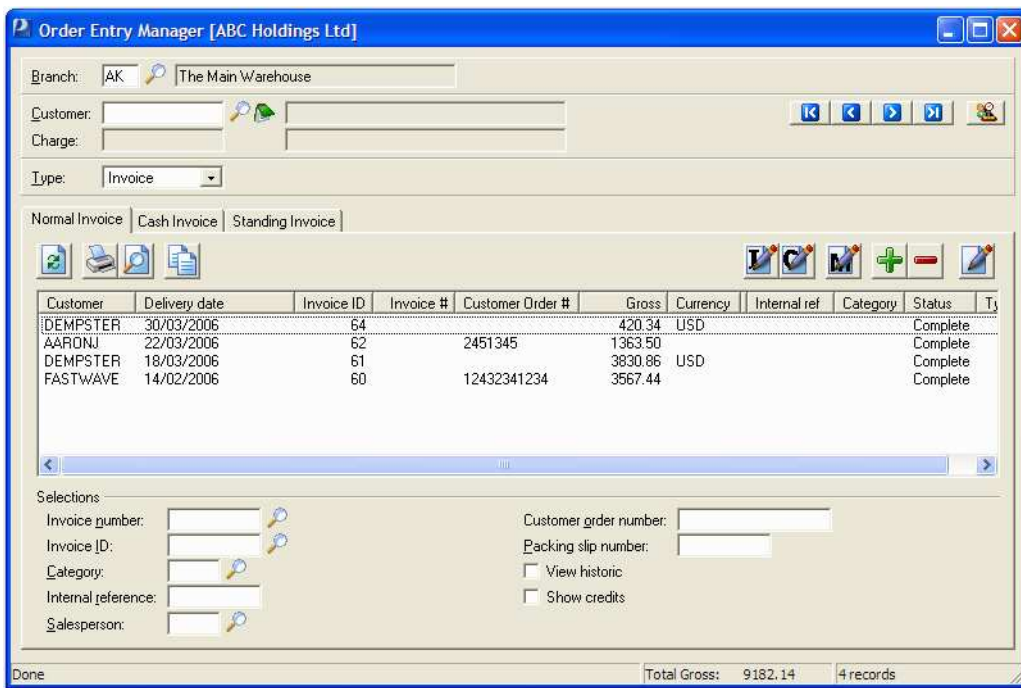 Order Entry Manager [ABC Holdings Ltd]
Branch: AK The Main Warehouse
Customer:
Charge:
Type: Invoice
Normal Invoice Cash Invoice Standing Invoice
I C M
Customer Delivery date Invoice ID Invoice # Customer Order # Gross Currency Internal ref Category Status Ty
DEMPSTER 30/03/2006 64 420.34 USD Complete
AARONJ 22/03/2006 62 2451345 1363.50 Complete
DEMPSTER 18/03/2006 61 3830.86 USD Complete
FASTWAVE 14/02/2006 60 12432341234 3567.44 Complete
Selections
Invoice number: Customer order number:
Invoice ID: Packing slip number:
Category: View historic
Internal reference: Show credits
Salesperson:
Done Total Gross: 9182.14 4 records